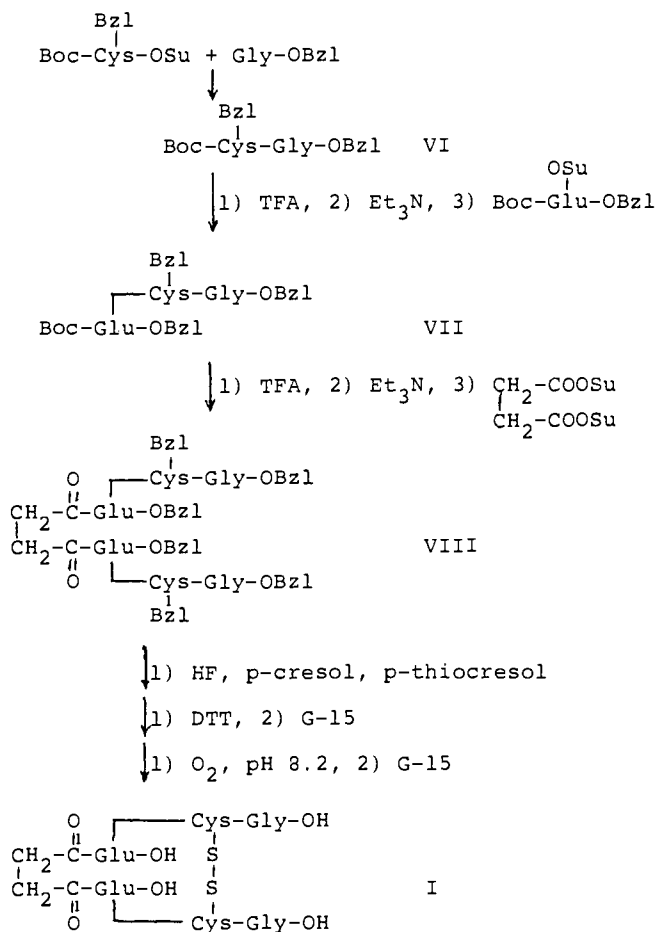 Bzl
Boc-Cys-OSu + Gly-OBzl
Bzl
Boc-Cys-Gly-OBzl VI
OSu
1) TFA, 2) Et₃N, 3) Boc-Glu-OBzl
Bzl
Cys-Gly-OBzl
Boc-Glu-OBzl VII
1) TFA, 2) Et₃N, 3) CH₂-COOSu
CH₂-COOSu
Bzl
O Cys-Gly-OBzl
CH₂-C-Glu-OBzl
CH₂-C-Glu-OBzl VIII
O Cys-Gly-OBzl
Bzl
1) HF, p-cresol, p-thiocresol
1) DTT, 2) G-15
1) O₂, pH 8.2, 2) G-15
O Cys-Gly-OH
CH₂-C-Glu-OH S
CH₂-C-Glu-OH S I
O Cys-Gly-OH